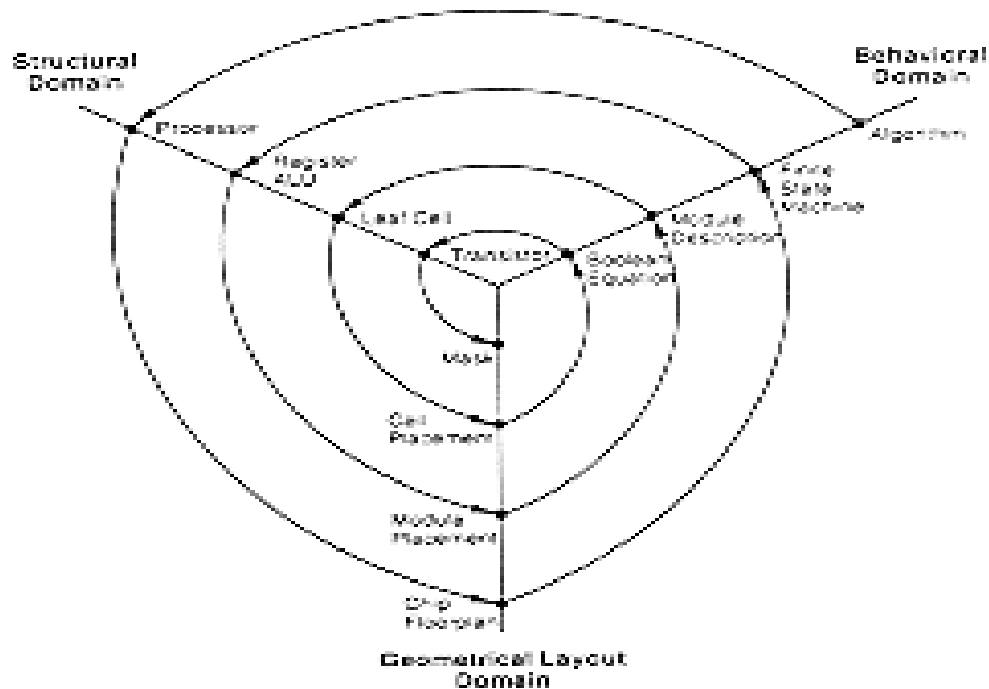 Structural
Domain
Behavioral
Domain
Processor
Algorithm
Register
ALU
Finite
State
Machine
Leaf Cell
Module
Description
Transistor
Boolean
Equation
Mask
Cell
Placement
Module
Placement
Chip
Floorplan
Geometrical Layout
Domain